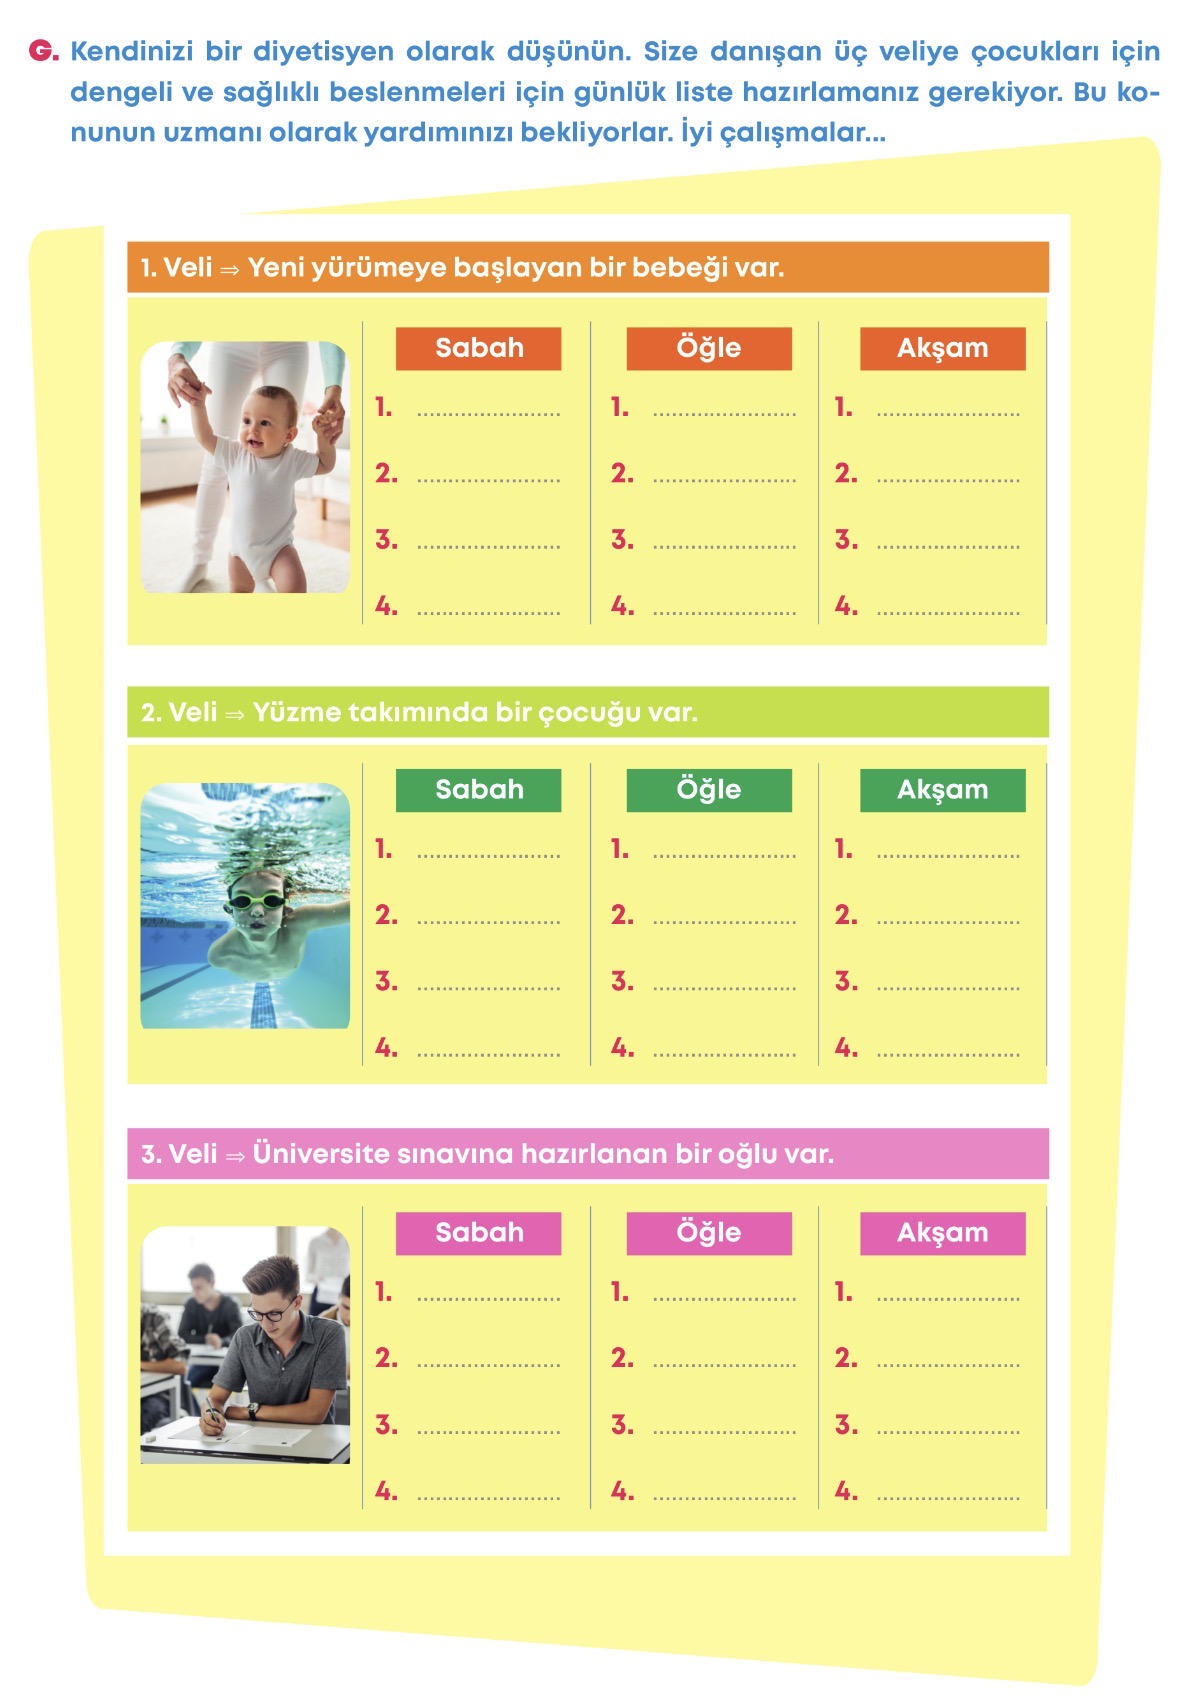 G. Kendinizi bir diyetisyen olarak düşünün. Size danışan üç veliye çocukları için
dengeli ve sağlıklı beslenmeleri için günlük liste hazırlamanız gerekiyor. Bu ko-
nunun uzmanı olarak yardımınızı bekliyorlar. İyi çalışmalar...
1. Veli ⇒ Yeni yürümeye başlayan bir bebeği var.
Sabah Öğle Akşam
1. ....................... 1. ....................... 1. .......................
2. ....................... 2. ....................... 2. .......................
3. ....................... 3. ....................... 3. .......................
4. ....................... 4. ....................... 4. .......................
2. Veli ⇒ Yüzme takımında bir çocuğu var.
Sabah Öğle Akşam
1. ....................... 1. ....................... 1. .......................
2. ....................... 2. ....................... 2. .......................
3. ....................... 3. ....................... 3. .......................
4. ....................... 4. ....................... 4. .......................
3. Veli ⇒ Üniversite sınavına hazırlanan bir oğlu var.
Sabah Öğle Akşam
1. ....................... 1. ....................... 1. .......................
2. ....................... 2. ....................... 2. .......................
3. ....................... 3. ....................... 3. .......................
4. ....................... 4. ....................... 4. .......................